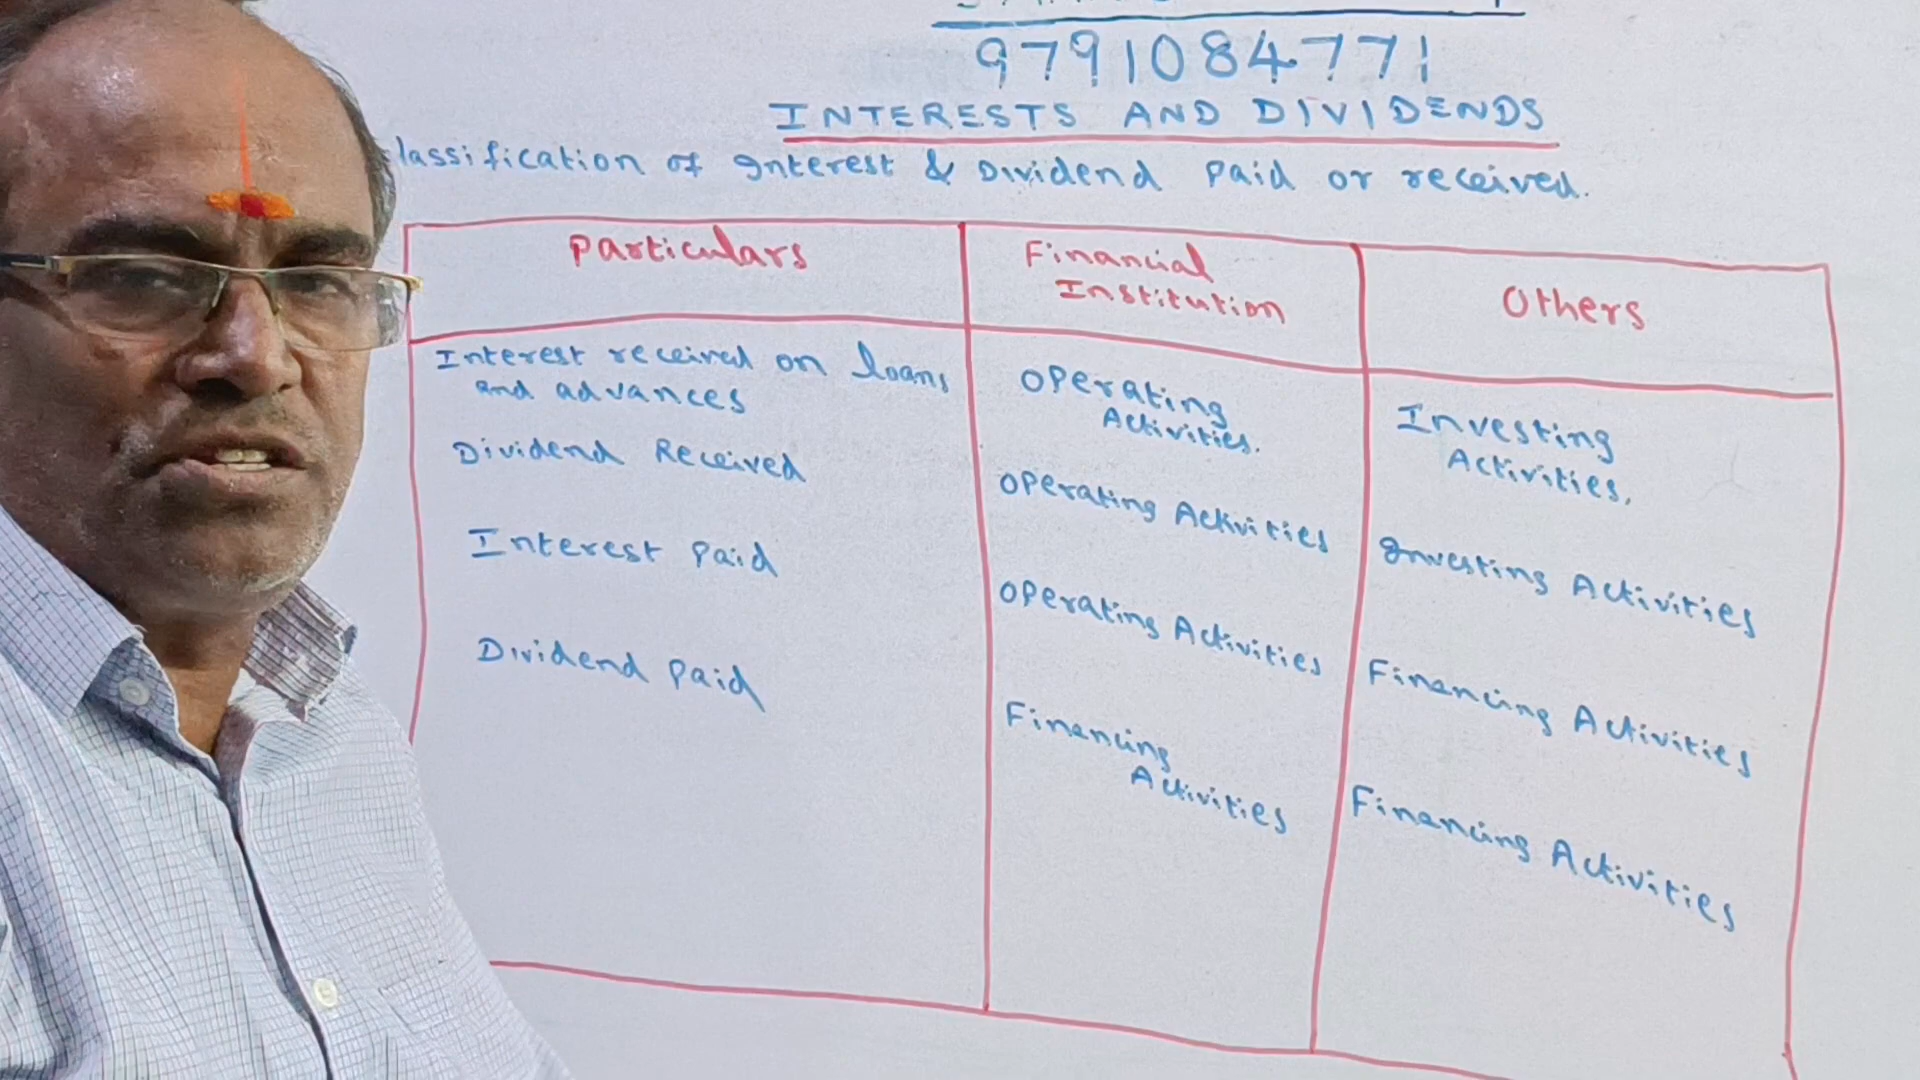 9791084771
INTERESTS AND DIVIDENDS
lassification of Interest & Dividend Paid or received.
Particulars
Financial
Institution
Others
Interest received on loans
and advances
Operating
Activities.
Investing
Activities.
Dividend Received
Operating Activities
Investing Activities
Interest Paid
Operating Activities
Financing Activities
Dividend Paid
Financing
Activities
Financing Activities